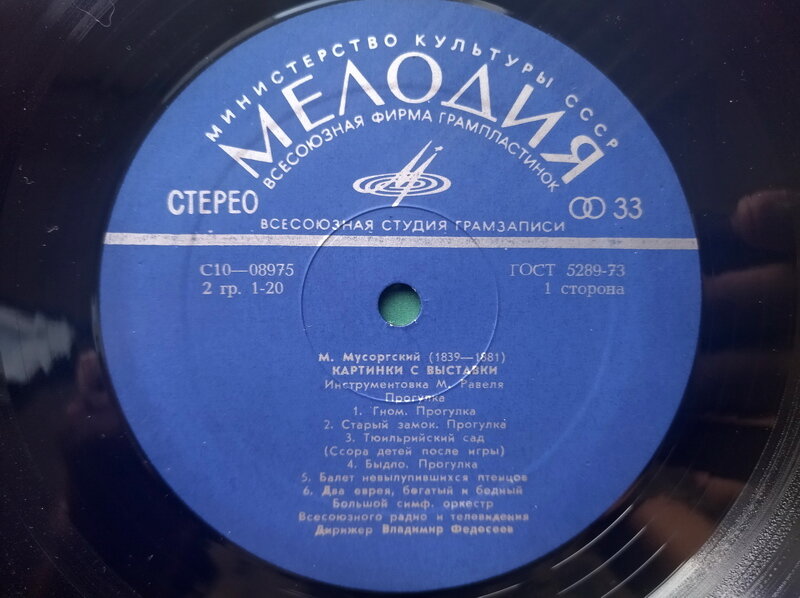 МИНИСТЕРСТВО КУЛЬТУРЫ СССР
МЕЛОДИЯ
ВСЕСОЮЗНАЯ ФИРМА ГРАМПЛАСТИНОК
СТЕРЕО
33
ВСЕСОЮЗНАЯ СТУДИЯ ГРАМЗАПИСИ
С10—08975
ГОСТ 5289-73
2 гр. 1-20
1 сторона
М. Мусоргский (1839—1881)
КАРТИНКИ С ВЫСТАВКИ
Инструментовка М. Равеля
Прогулка
1. Гном. Прогулка
2. Старый замок. Прогулка
3. Тюильрийский сад
(Ссора детей после игры)
4. Быдло. Прогулка
5. Балет невылупившихся птенцов
6. Два еврея, богатый и бедный
Большой симф. оркестр
Всесоюзного радио и телевидения
Дирижер Владимир Федосеев